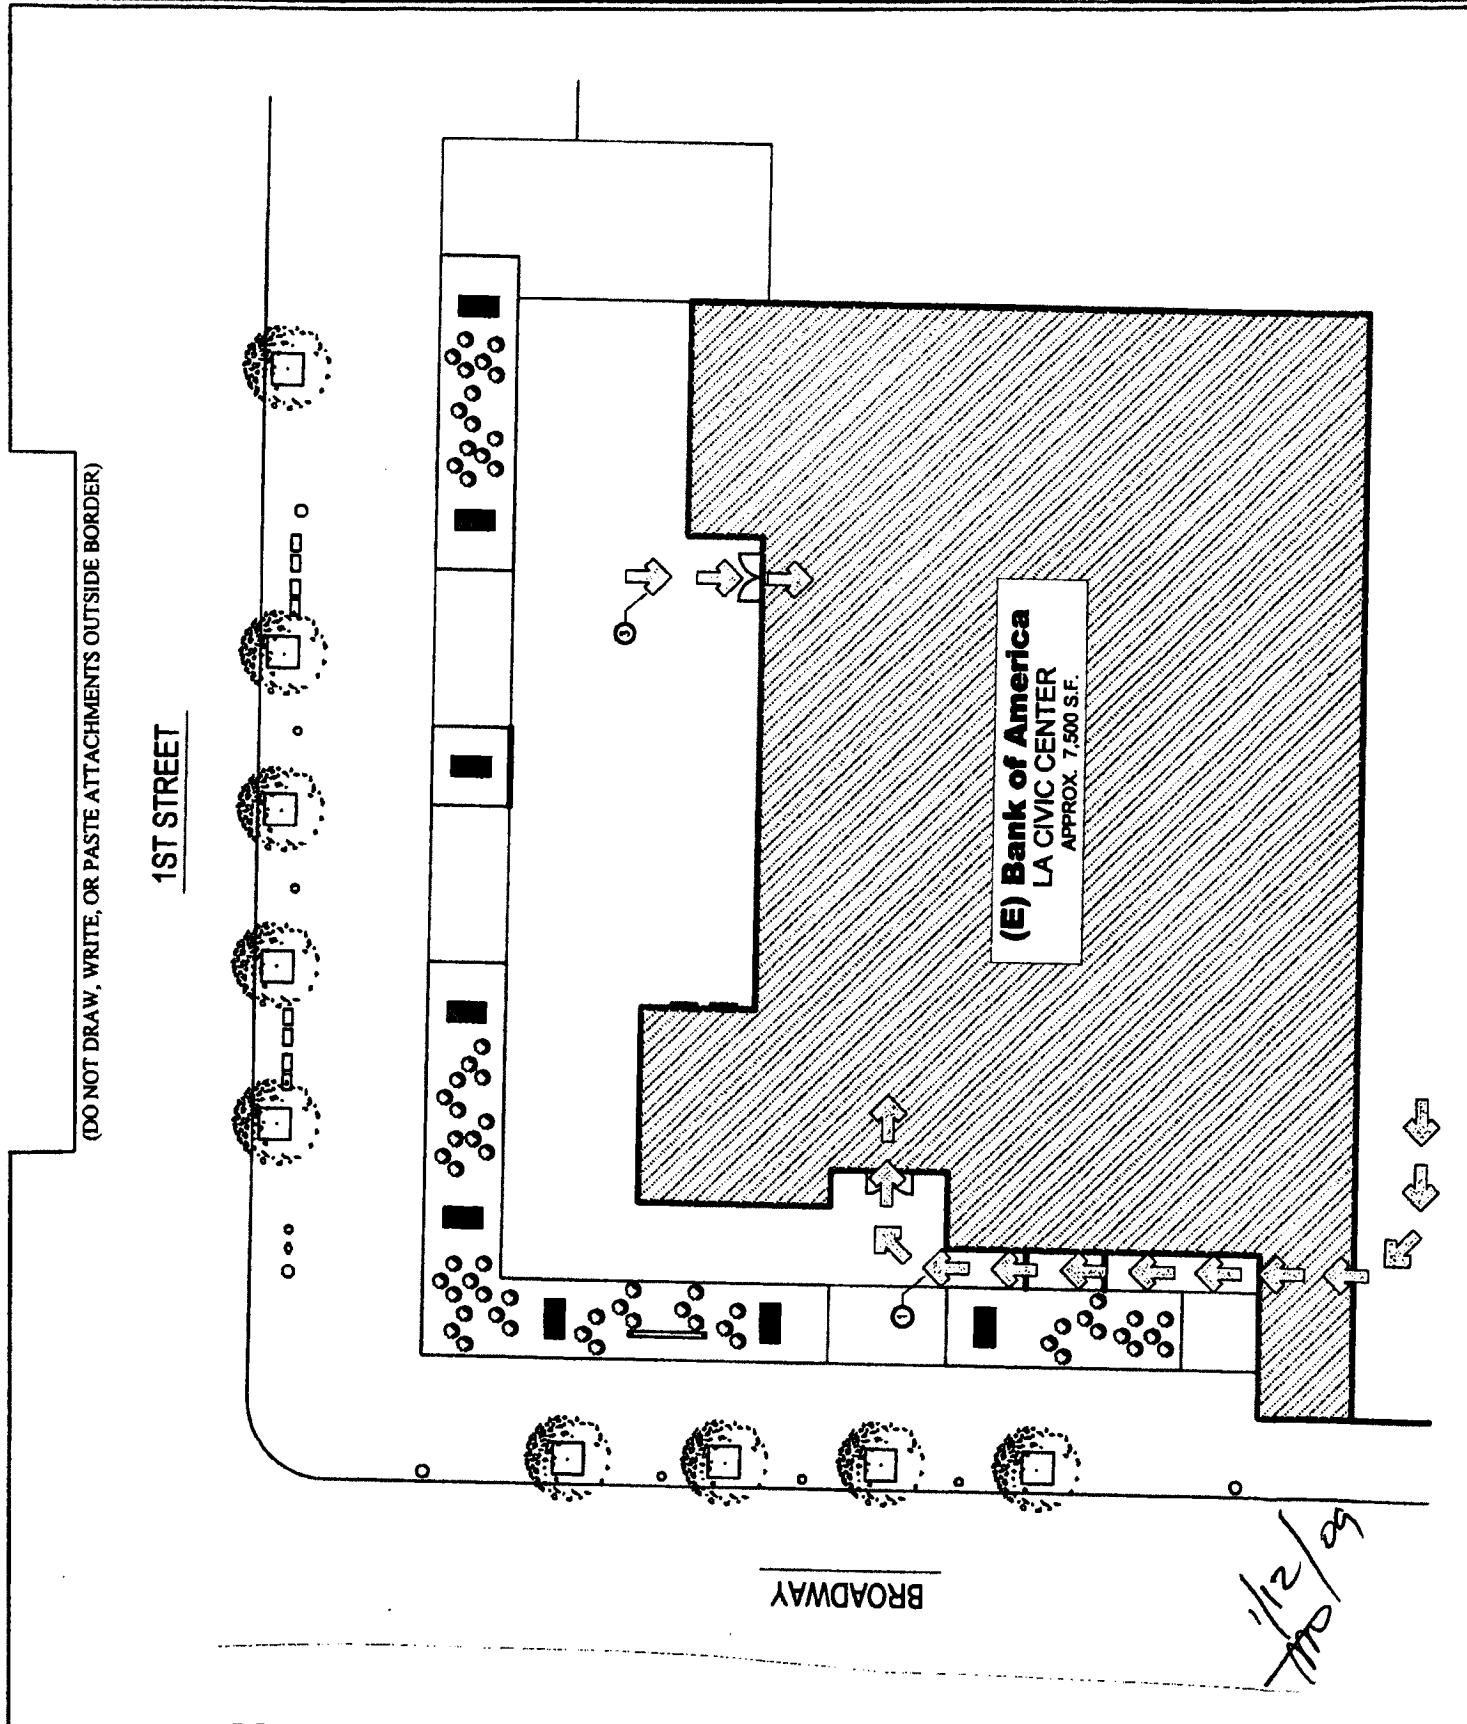 (DO NOT DRAW, WRITE, OR PASTE ATTACHMENTS OUTSIDE BORDER)
1ST STREET
3
(E) Bank of America
LA CIVIC CENTER
APPROX. 7,500 S.F.
1
BROADWAY
1/12/09